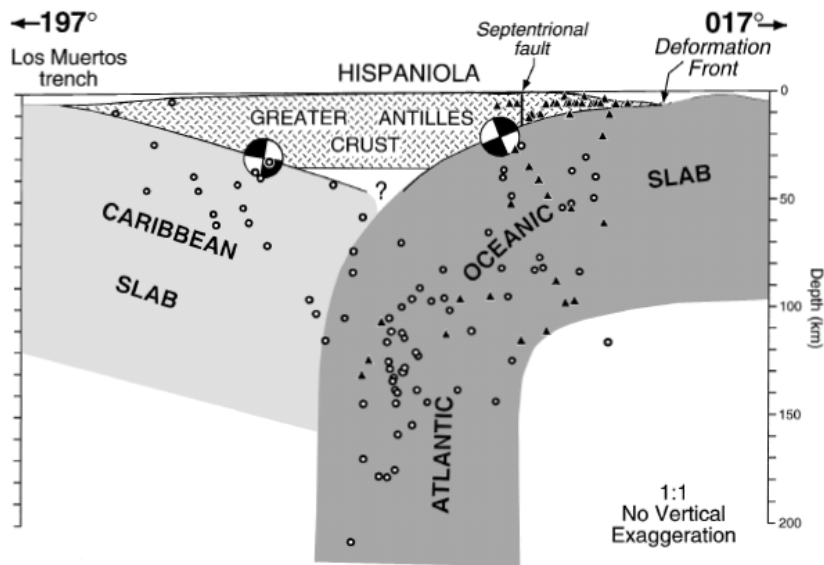 ←197°
017°→
Los Muertos
trench
Septentrional
fault
Deformation
Front
HISPANIOLA
GREATER ANTILLES
CRUST
?
CARIBBEAN
SLAB
OCEANIC
SLAB
ATLANTIC
0
50
100
150
200
Depth (km)
1:1
No Vertical
Exaggeration